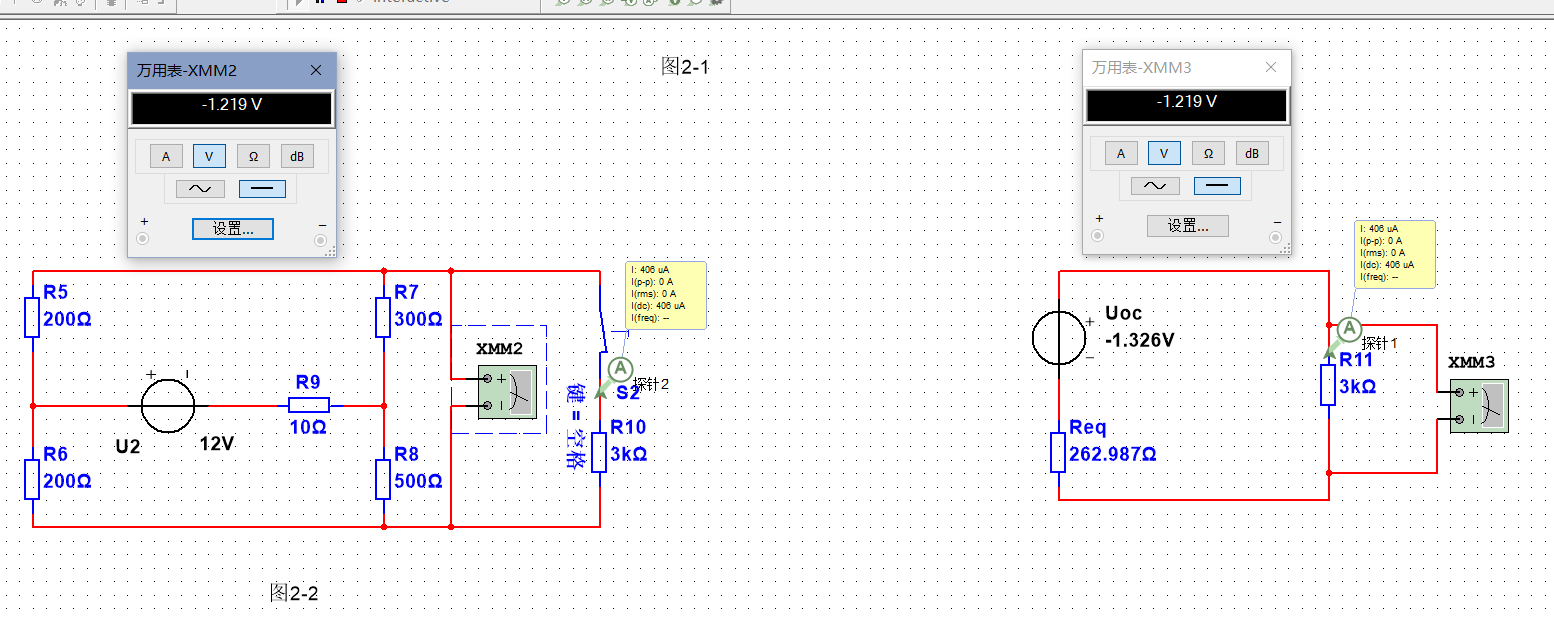 Interactive
图2-1
万用表-XMM2
-1.219 V
A
V
Ω
dB
+
设置...
−
万用表-XMM3
-1.219 V
A
V
Ω
dB
+
设置...
−
I: 406 uA
I(p-p): 0 A
I(rms): 0 A
I(dc): 406 uA
I(freq): --
I: 406 uA
I(p-p): 0 A
I(rms): 0 A
I(dc): 406 uA
I(freq): --
R5
200Ω
R7
300Ω
XMM2
A
探针2
S2
键 = 空格
R9
10Ω
U2
12V
R6
200Ω
R8
500Ω
R10
3kΩ
Uoc
-1.326V
A
探针1
R11
3kΩ
XMM3
Req
262.987Ω
图2-2